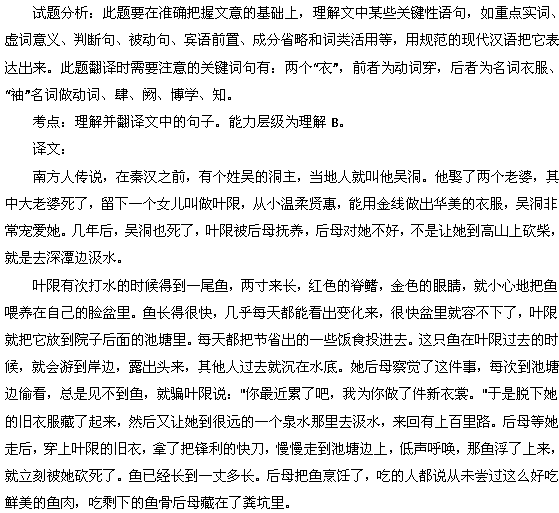 试题分析：此题要在准确把握文意的基础上，理解文中某些关键性语句，如重点实词、
虚词意义、判断句、被动句、宾语前置、成分省略和词类活用等，用规范的现代汉语把它表
达出来。此题翻译时需要注意的关键词句有：两个“衣”，前者为动词穿，后者为名词衣服、
“袖”名词做动词、肆、阙、博学、知。
考点：理解并翻译文中的句子。能力层级为理解 B。
译文：
南方人传说，在秦汉之前，有个姓吴的洞主，当地人就叫他吴洞。他娶了两个老婆，其
中大老婆死了，留下一个女儿叫做叶限，从小温柔贤惠，能用金线做出华美的衣服，吴洞非
常宠爱她。几年后，吴洞也死了，叶限被后母抚养，后母对她不好，不是让她到高山上砍柴，
就是去深潭边汲水。
叶限有次打水的时候得到一尾鱼，两寸来长，红色的脊鳍，金色的眼睛，就小心地把鱼
喂养在自己的脸盆里。鱼长得很快，几乎每天都能看出变化来，很快盆里就容不下了，叶限
就把它放到院子后面的池塘里。每天都把节省出的一些饭食投进去。这只鱼在叶限过去的时
候，就会游到岸边，露出头来，其他人过去就沉在水底。她后母察觉了这件事，每次到池塘
边偷看，总是见不到鱼，就骗叶限说："你最近累了吧，我为你做了件新衣裳。"于是脱下她
的旧衣服藏了起来，然后又让她到很远的一个泉水那里去汲水，来回有上百里路。后母等她
走后，穿上叶限的旧衣，拿了把锋利的快刀，慢慢走到池塘边上，低声呼唤，那鱼浮了上来，
就立刻被她砍死了。鱼已经长到一丈多长。后母把鱼烹饪了，吃的人都说从未尝过这么好吃
鲜美的鱼肉，吃剩下的鱼骨后母藏在了粪坑里。